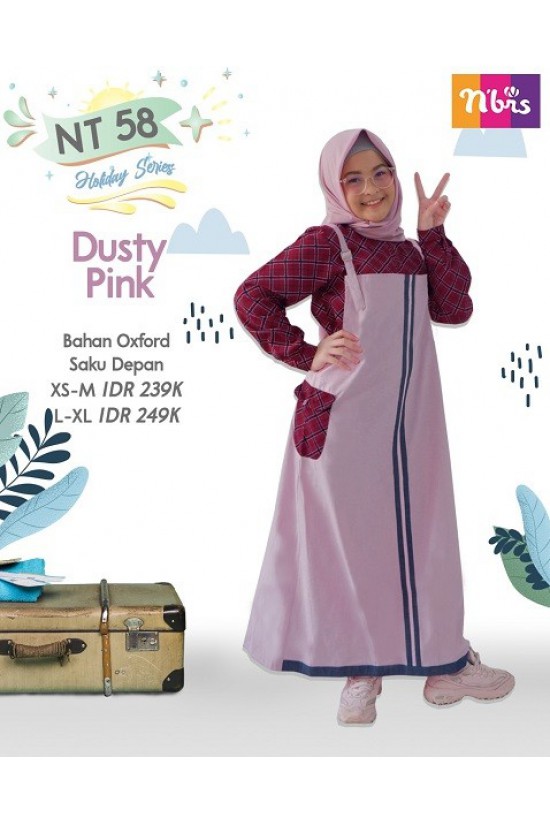 NT 58
Holiday Series
N'brs
Dusty
Pink
Bahan Oxford
Saku Depan
XS-M IDR 239K
L-XL IDR 249K